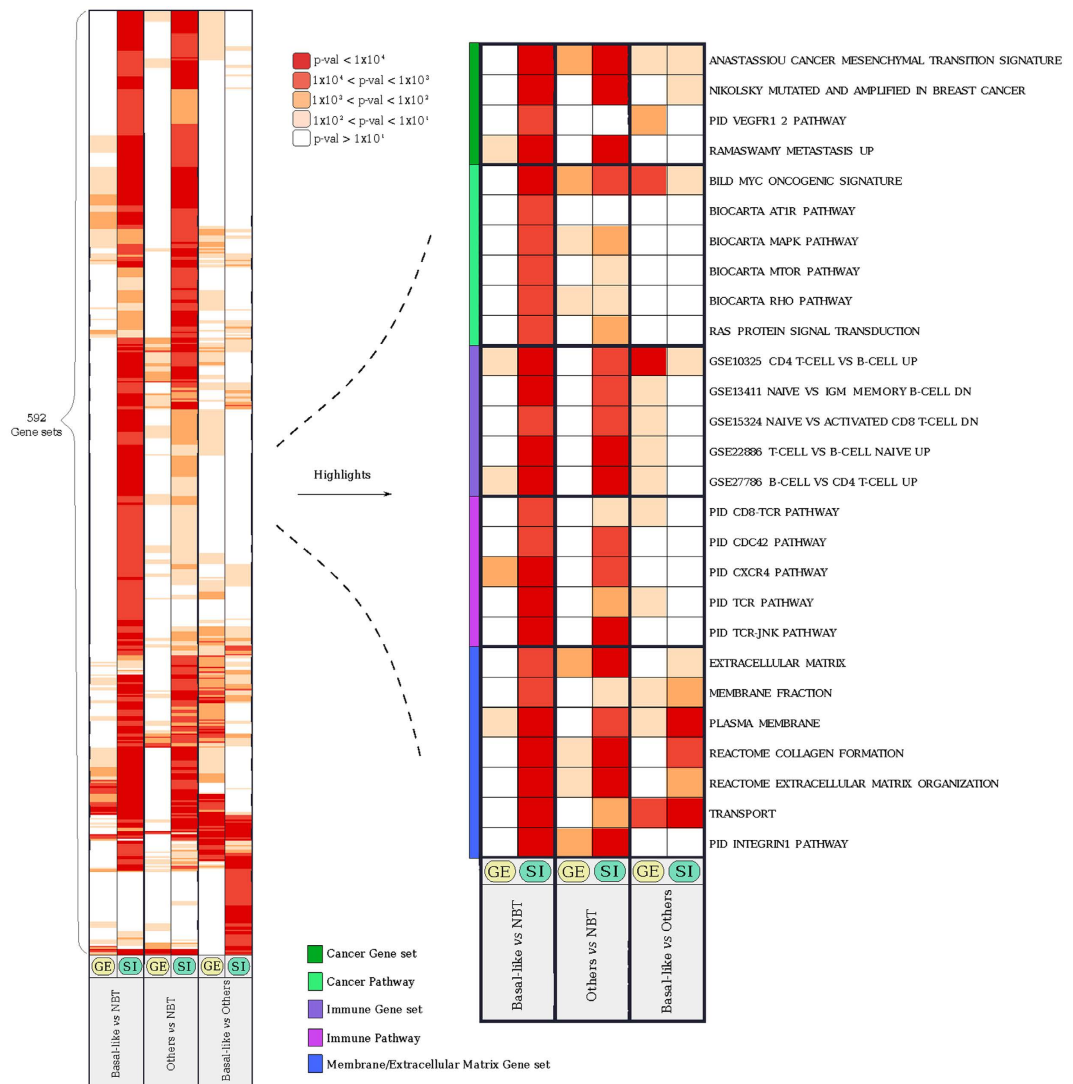 p-val < 1x10⁴
1x10⁴ < p-val < 1x10³
1x10³ < p-val < 1x10²
1x10² < p-val < 1x10¹
p-val > 1x10¹
592
Gene sets
Highlights
ANASTASSIOU CANCER MESENCHYMAL TRANSITION SIGNATURE
NIKOLSKY MUTATED AND AMPLIFIED IN BREAST CANCER
PID VEGFR1 2 PATHWAY
RAMASWAMY METASTASIS UP
BILD MYC ONCOGENIC SIGNATURE
BIOCARTA AT1R PATHWAY
BIOCARTA MAPK PATHWAY
BIOCARTA MTOR PATHWAY
BIOCARTA RHO PATHWAY
RAS PROTEIN SIGNAL TRANSDUCTION
GSE10325 CD4 T-CELL VS B-CELL UP
GSE13411 NAIVE VS IGM MEMORY B-CELL DN
GSE15324 NAIVE VS ACTIVATED CD8 T-CELL DN
GSE22886 T-CELL VS B-CELL NAIVE UP
GSE27786 B-CELL VS CD4 T-CELL UP
PID CD8-TCR PATHWAY
PID CDC42 PATHWAY
PID CXCR4 PATHWAY
PID TCR PATHWAY
PID TCR-JNK PATHWAY
EXTRACELLULAR MATRIX
MEMBRANE FRACTION
PLASMA MEMBRANE
REACTOME COLLAGEN FORMATION
REACTOME EXTRACELLULAR MATRIX ORGANIZATION
TRANSPORT
PID INTEGRIN1 PATHWAY
GE SI GE SI GE SI
Basal-like vs NBT
Others vs NBT
Basal-like vs Others
GE SI GE SI GE SI
Basal-like vs NBT
Others vs NBT
Basal-like vs Others
Cancer Gene set
Cancer Pathway
Immune Gene set
Immune Pathway
Membrane/Extracellular Matrix Gene set